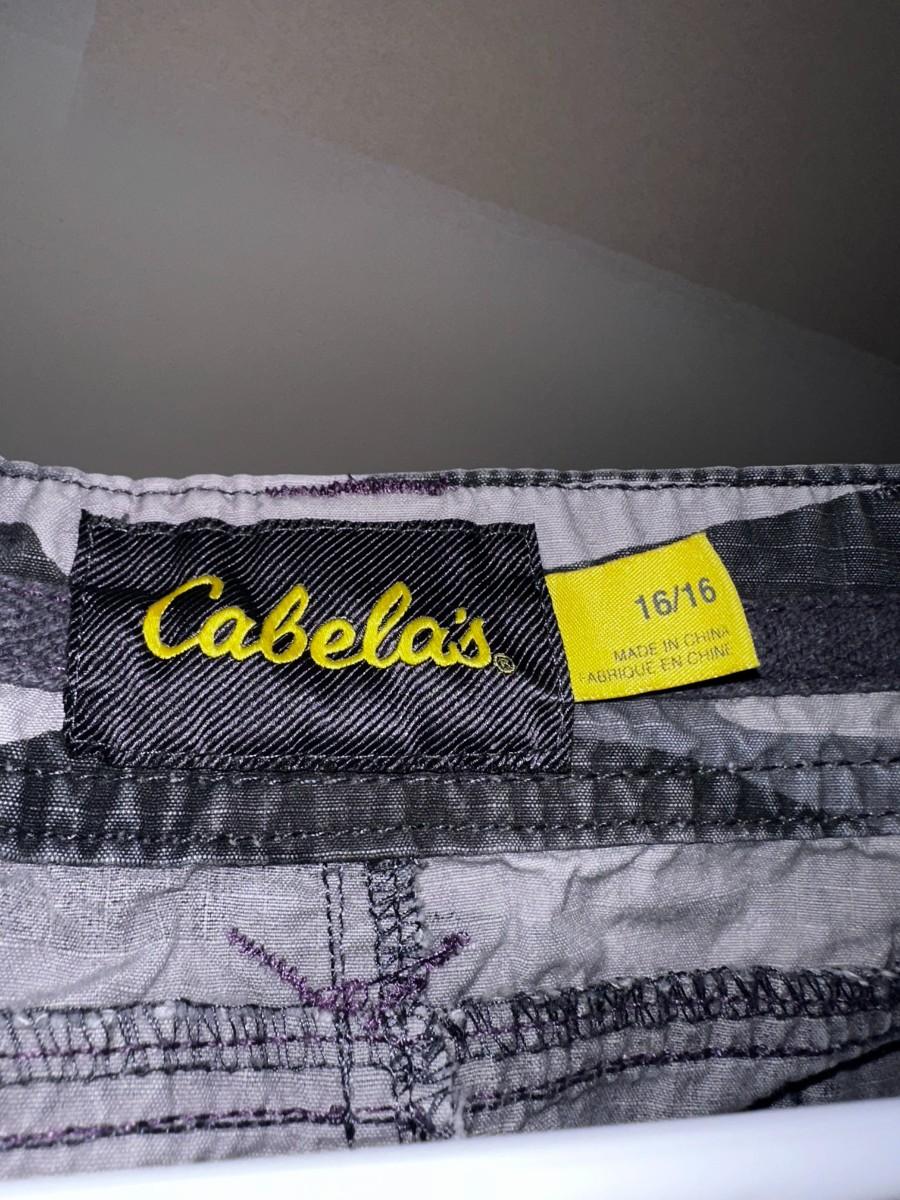 Cabela's®
16/16
MADE IN CHINA
FABRIQUE EN CHINE